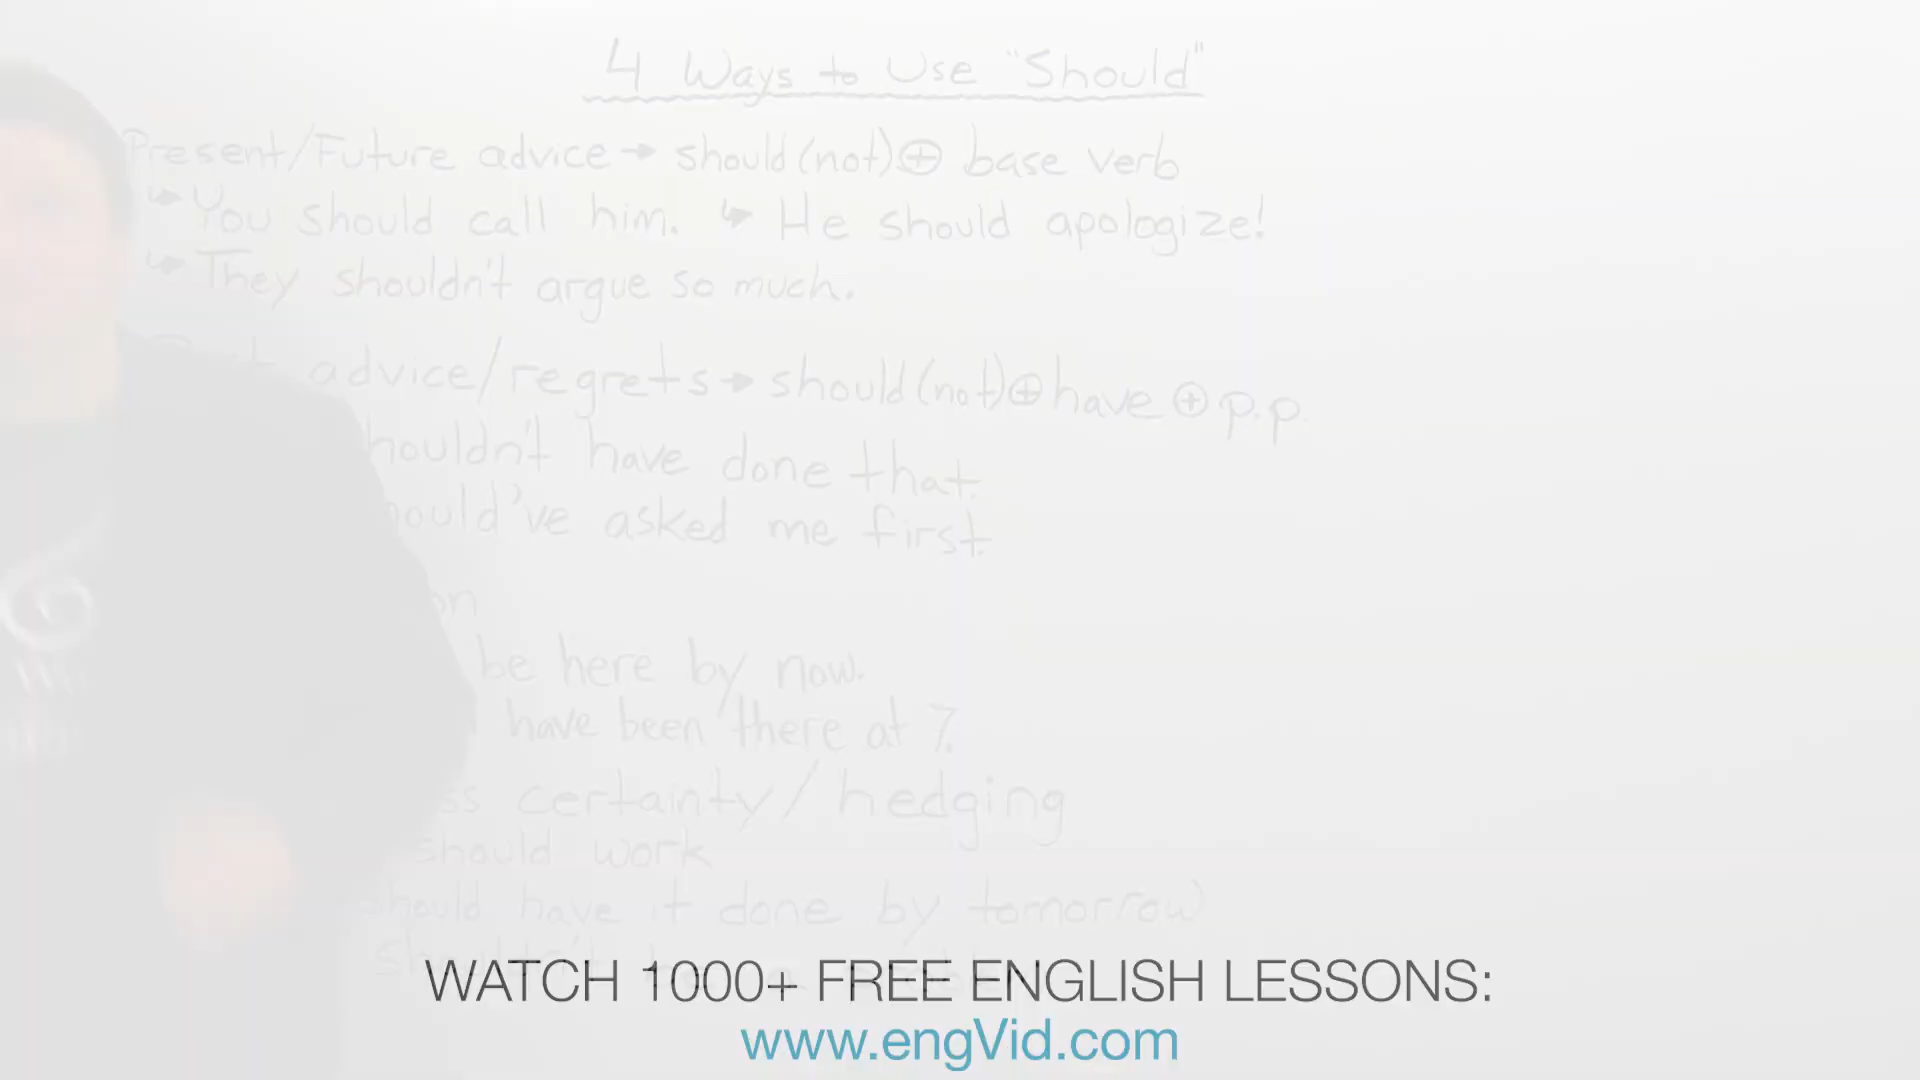 4 Ways to Use "Should"
Present/Future advice → should (not) ⊕ base verb
↳ You should call him. ↳ He should apologize!
↳ They shouldn't argue so much.
advice/regrets → should (not) ⊕ have ⊕ p.p.
houldn't have done that.
ould've asked me first.
on
be here by now.
have been there at 7.
ss certainty/hedging
should work
hould have it done by tomorrow
shouldn't
WATCH 1000+ FREE ENGLISH LESSONS:
www.engVid.com